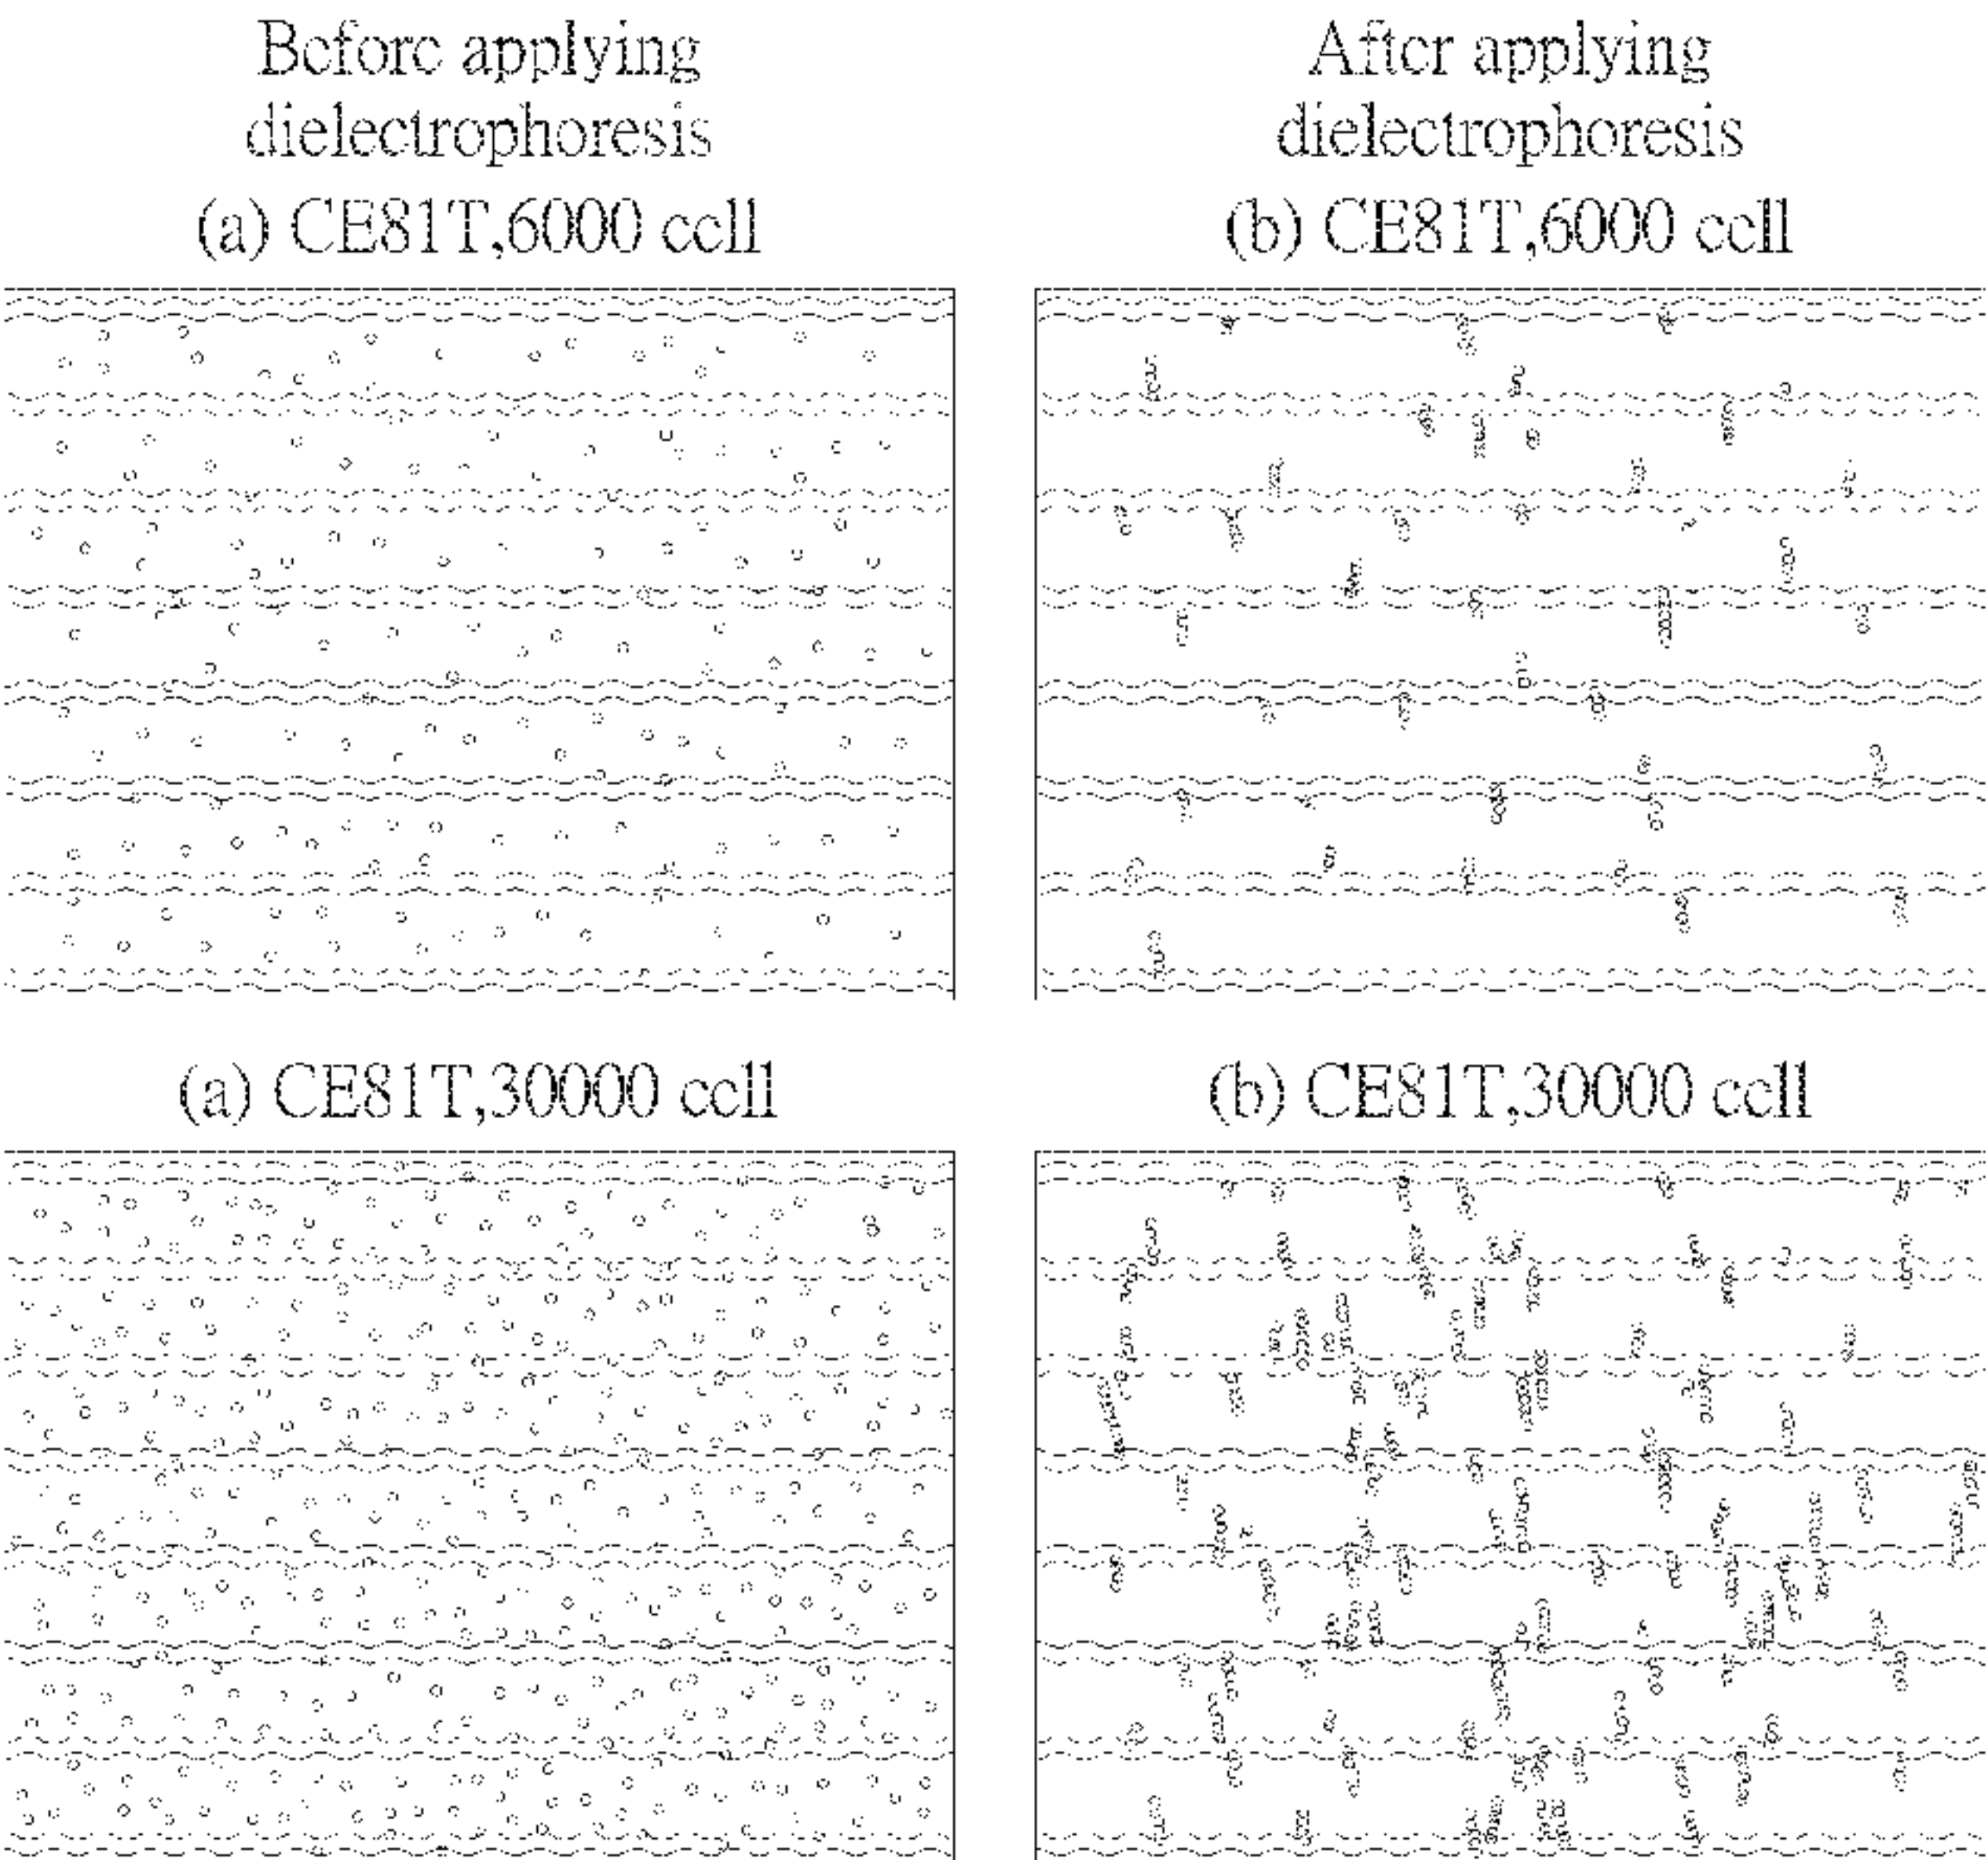 Before applying
dielectrophoresis
(a) CE81T,6000 cell
After applying
dielectrophoresis
(b) CE81T,6000 cell
(a) CE81T,30000 cell
(b) CE81T,30000 cell